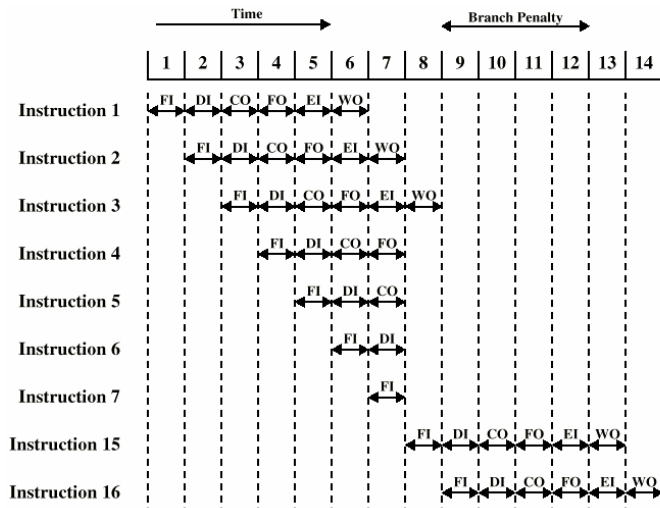 Time Branch Penalty
1 2 3 4 5 6 7 8 9 10 11 12 13 14
Instruction 1 FI DI CO FO EI WO
Instruction 2 FI DI CO FO EI WO
Instruction 3 FI DI CO FO EI WO
Instruction 4 FI DI CO FO
Instruction 5 FI DI CO
Instruction 6 FI DI
Instruction 7 FI
Instruction 15 FI DI CO FO EI WO
Instruction 16 FI DI CO FO EI WO